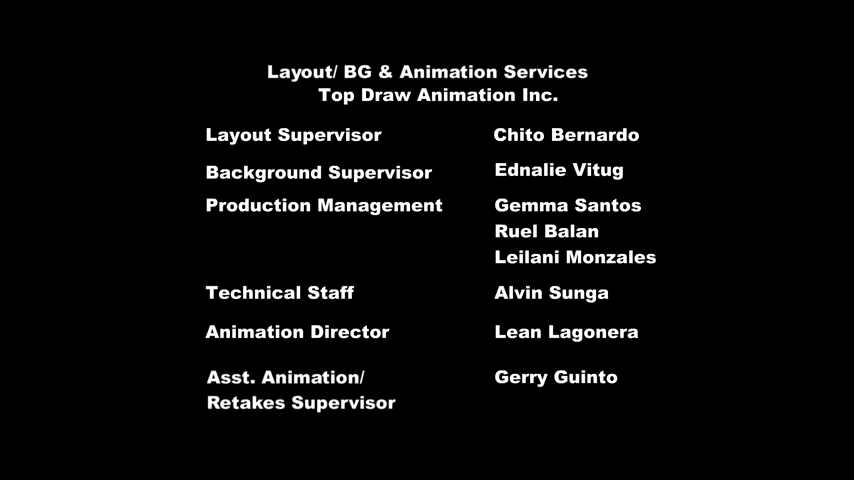 Layout/ BG & Animation Services
Top Draw Animation Inc.
Layout Supervisor Chito Bernardo
Background Supervisor Ednalie Vitug
Production Management Gemma Santos
Ruel Balan
Leilani Monzales
Technical Staff Alvin Sunga
Animation Director Lean Lagonera
Asst. Animation/ Gerry Guinto
Retakes Supervisor